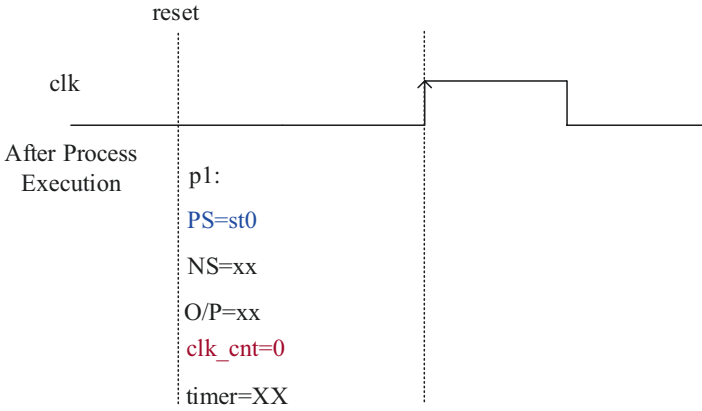 reset
clk
After Process
Execution
p1:
PS=st0
NS=xx
O/P=xx
clk_cnt=0
timer=XX